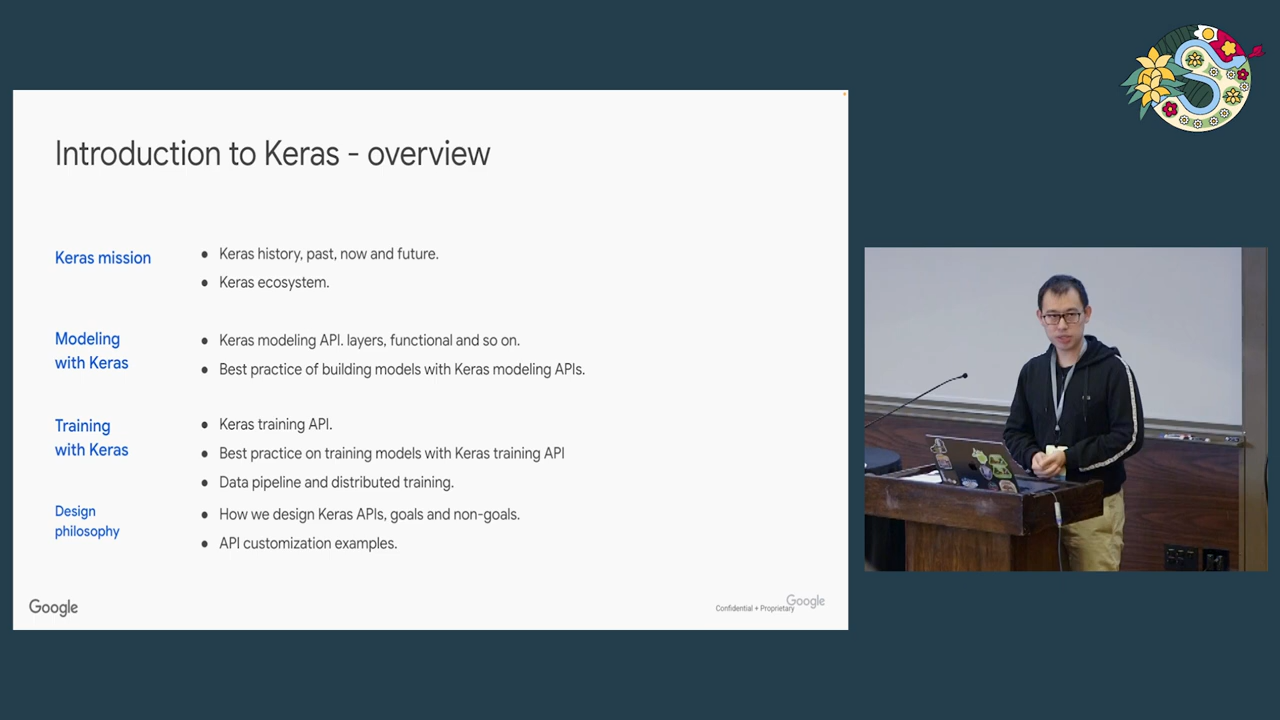 Introduction to Keras - overview
Keras mission
● Keras history, past, now and future.
● Keras ecosystem.
Modeling
with Keras
● Keras modeling API. layers, functional and so on.
● Best practice of building models with Keras modeling APIs.
Training
with Keras
● Keras training API.
● Best practice on training models with Keras training API
● Data pipeline and distributed training.
Design
philosophy
● How we design Keras APIs, goals and non-goals.
● API customization examples.
Google
Confidential + Proprietary
Google